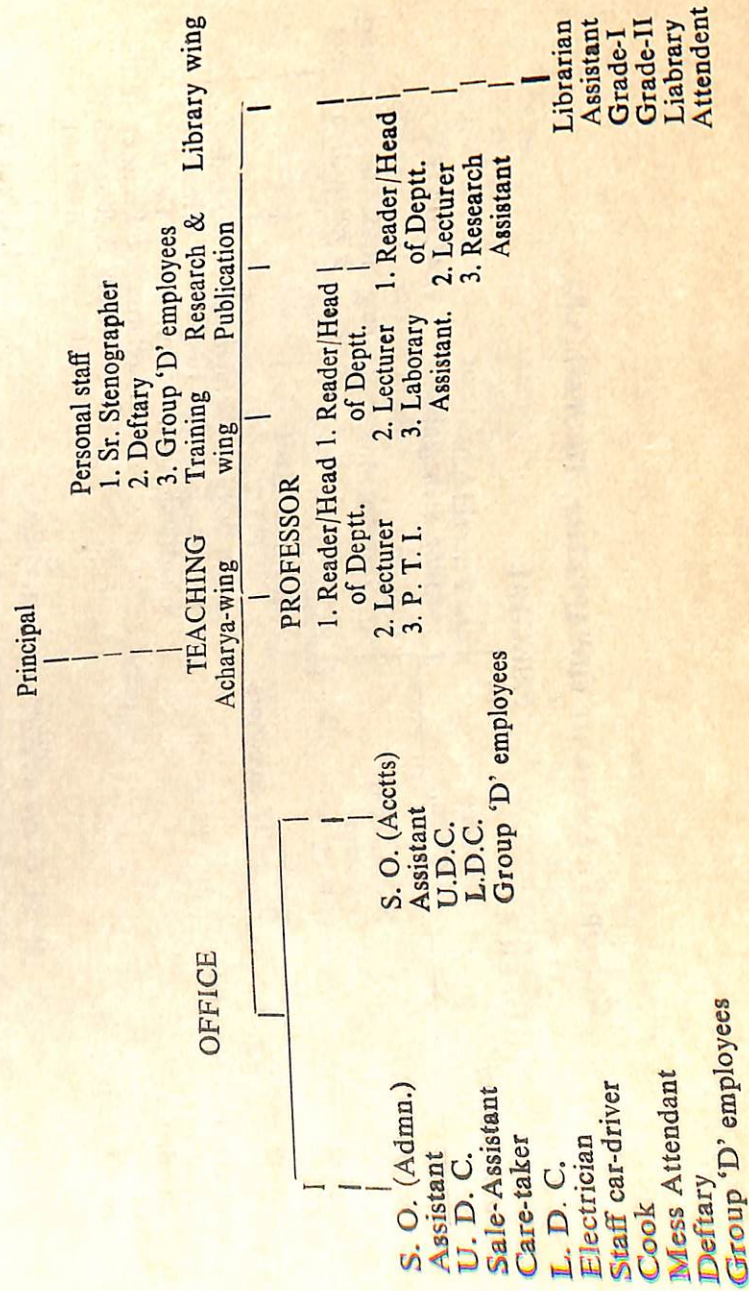 Principal
Personal staff
1. Sr. Stenographer
2. Deftary
3. Group ‘D’ employees
OFFICE
TEACHING
Acharya-wing
Training
wing
Research &
Publication
Library wing
S. O. (Admn.)
Assistant
U. D. C.
Sale-Assistant
Care-taker
L. D. C.
Electrician
Staff car-driver
Cook
Mess Attendant
Deftary
Group ‘D’ employees
S. O. (Acctts)
Assistant
U.D.C.
L.D.C.
Group ‘D’ employees
PROFESSOR
1. Reader/Head
of Deptt.
2. Lecturer
3. P. T. I.
1. Reader/Head
of Deptt.
2. Lecturer
3. Laborary
Assistant.
1. Reader/Head
of Deptt.
2. Lecturer
3. Research
Assistant
Librarian
Assistant
Grade-I
Grade-II
Liabrary
Attendent